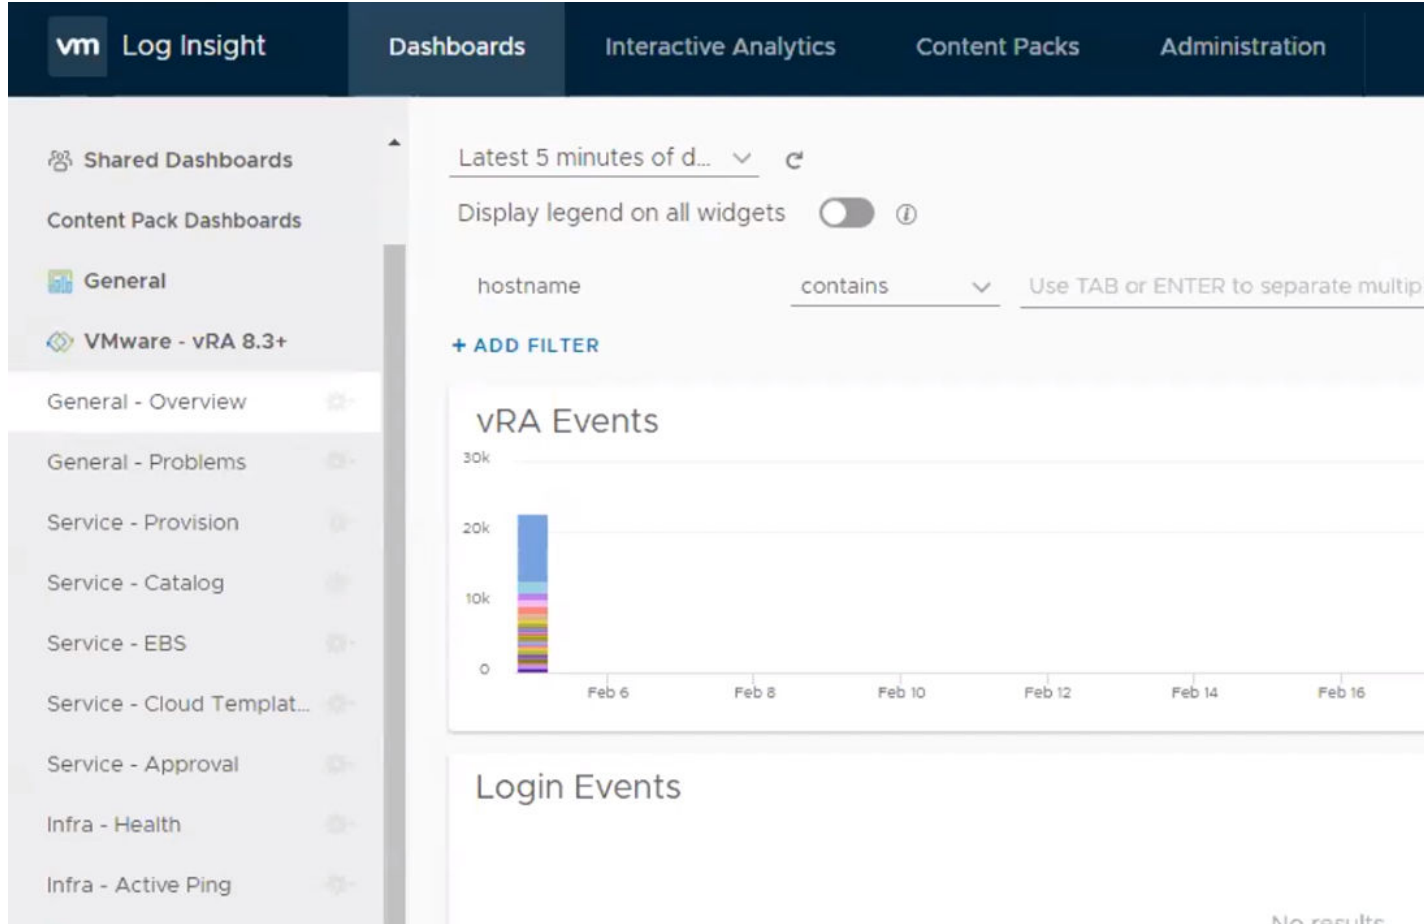 vm Log Insight Dashboards Interactive Analytics Content Packs Administration
Shared Dashboards
Content Pack Dashboards
General
VMware - vRA 8.3+
General - Overview
General - Problems
Service - Provision
Service - Catalog
Service - EBS
Service - Cloud Templat...
Service - Approval
Infra - Health
Infra - Active Ping
Latest 5 minutes of d...
Display legend on all widgets
hostname contains Use TAB or ENTER to separate multip
+ ADD FILTER
vRA Events
30k
20k
10k
0
Feb 6 Feb 8 Feb 10 Feb 12 Feb 14 Feb 16
Login Events
No results